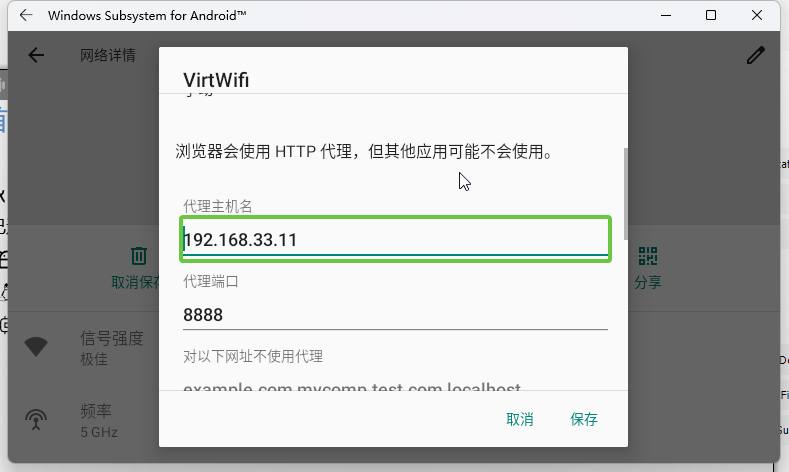 Windows Subsystem for Android™
网络详情
VirtWifi
浏览器会使用 HTTP 代理，但其他应用可能不会使用。
代理主机名
192.168.33.11
取消保存
分享
代理端口
8888
信号强度
极佳
对以下网址不使用代理
example.com,mycomp.test.com,localhost
频率
5 GHz
取消
保存